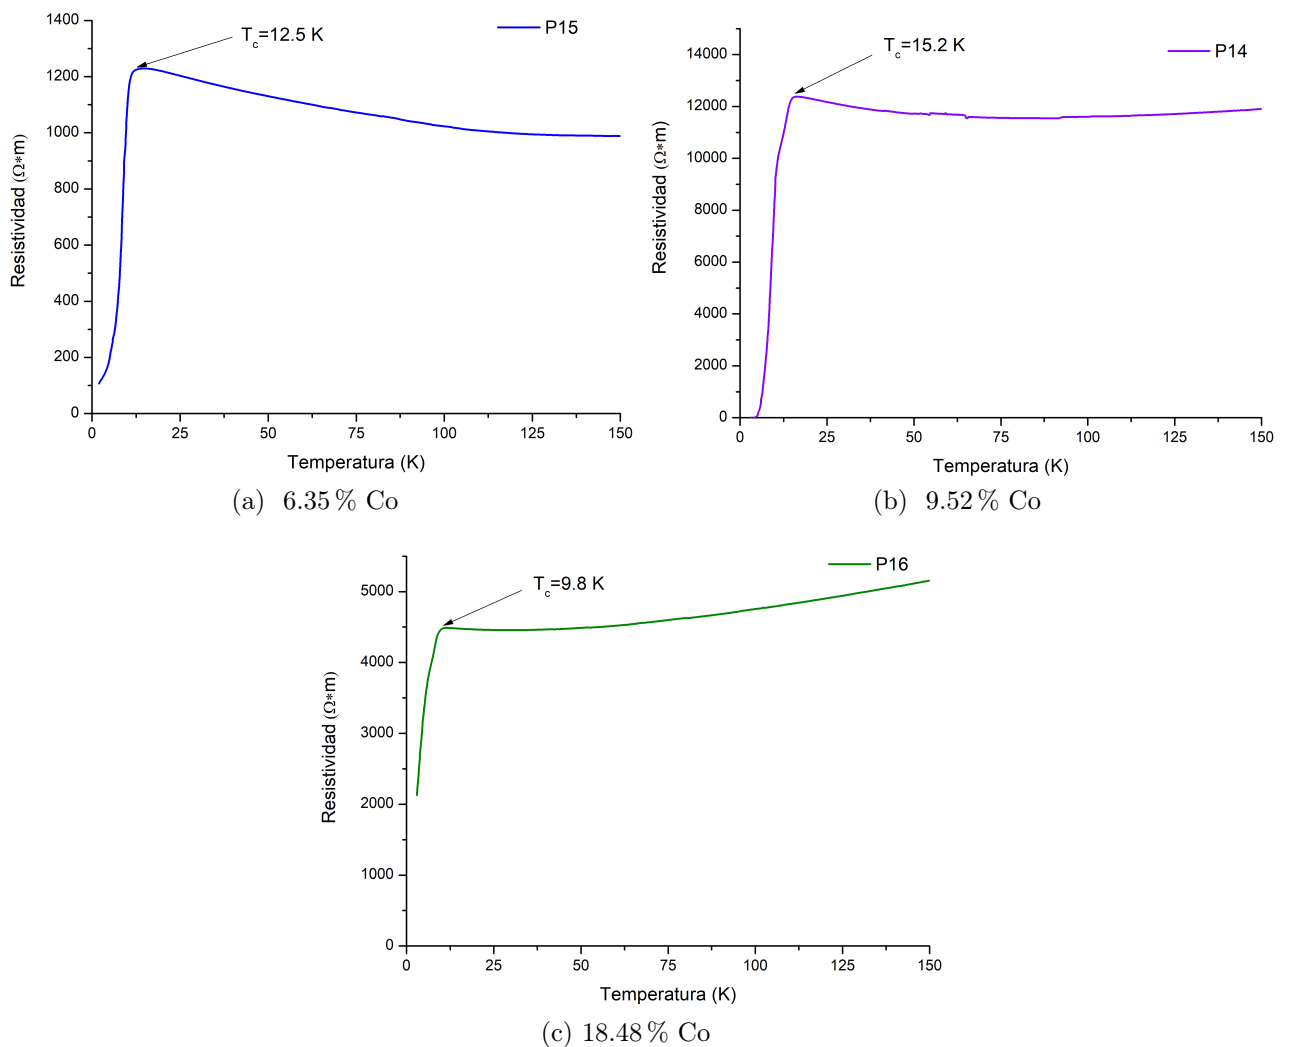 T_c=12.5 K
P15
Resistividad (Ω*m)
1400
1200
1000
800
600
400
200
0
0 25 50 75 100 125 150
Temperatura (K)
(a) 6.35 % Co
T_c=15.2 K
P14
Resistividad (Ω*m)
14000
12000
10000
8000
6000
4000
2000
0
0 25 50 75 100 125 150
Temperatura (K)
(b) 9.52 % Co
T_c=9.8 K
P16
Resistividad (Ω*m)
5000
4000
3000
2000
1000
0
0 25 50 75 100 125 150
Temperatura (K)
(c) 18.48 % Co